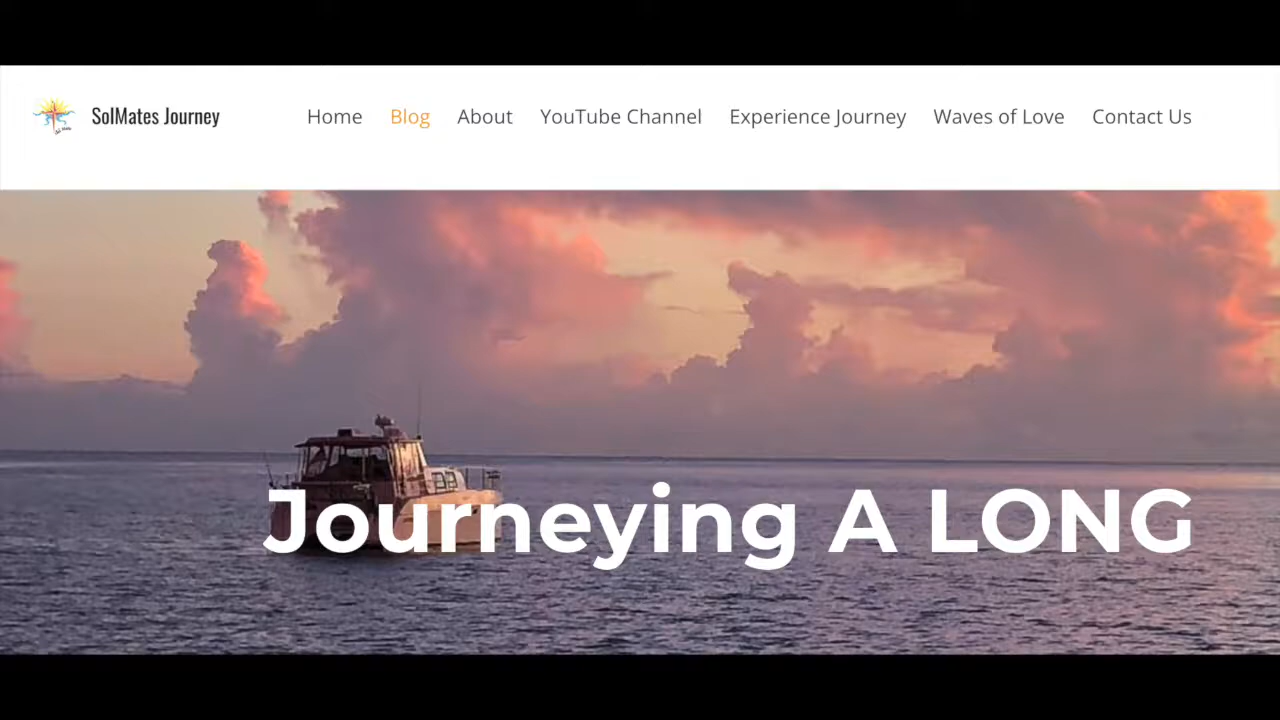 SolMates Journey
Home Blog About YouTube Channel Experience Journey Waves of Love Contact Us
Journeying A LONG